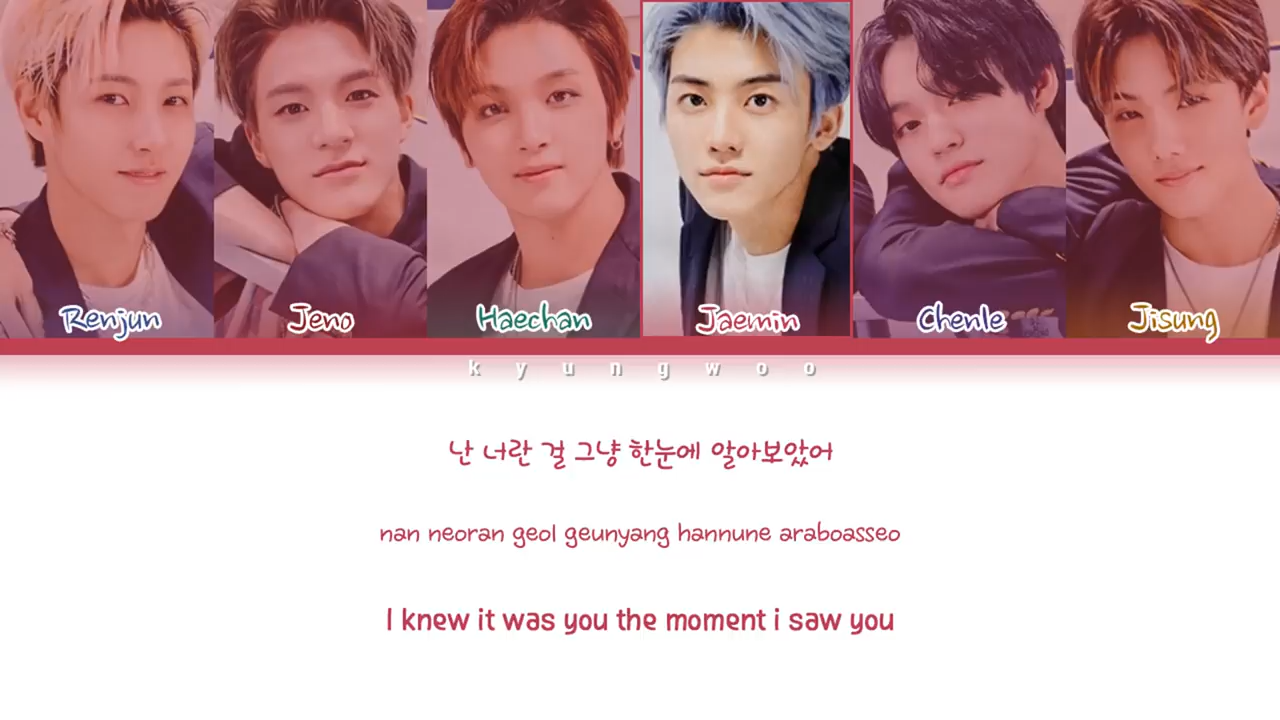 Renjun Jeno Haechan Jaemin Chenle Jisung
kyungwoo
난 너란 걸 그냥 한눈에 알아보았어
nan neoran geol geunyang hannune araboasseo
I knew it was you the moment i saw you